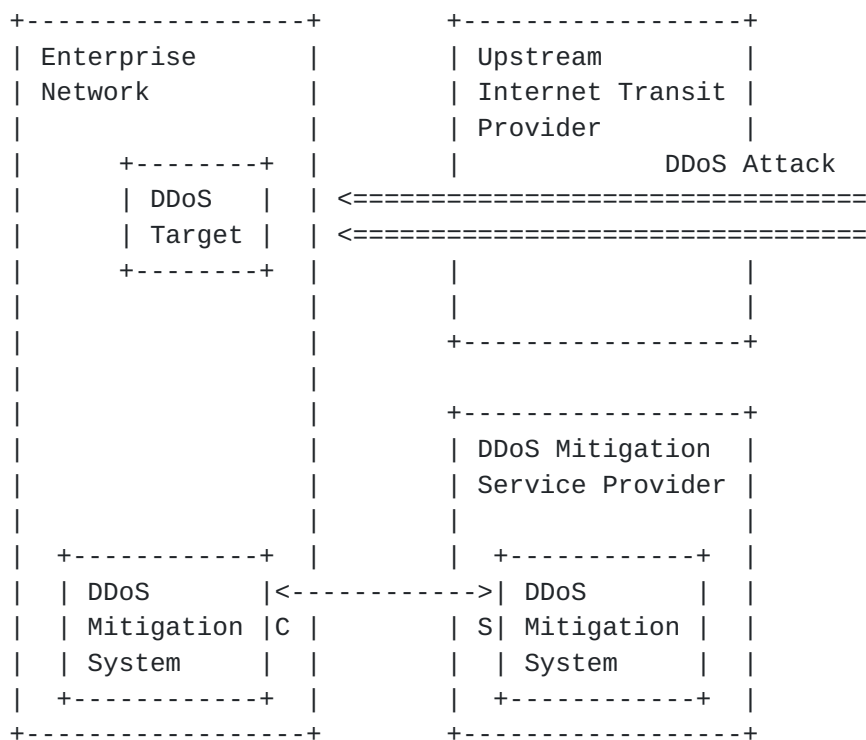 +------------------+        +------------------+
| Enterprise       |        | Upstream         |
| Network          |        | Internet Transit |
|                  |        | Provider         |
|      +--------+  |        |             DDoS Attack
|      | DDoS   |  | <=================================
|      | Target |  | <=================================
|      +--------+  |        |                  |
|                  |        |                  |
|                  |        +------------------+
|                  |
|                  |        +------------------+
|                  |        | DDoS Mitigation  |
|                  |        | Service Provider |
|                  |        |                  |
|  +------------+  |        |  +------------+  |
|  | DDoS       |<------------>| DDoS       |  |
|  | Mitigation |C |        | S| Mitigation |  |
|  | System     |  |        |  | System     |  |
|  +------------+  |        |  +------------+  |
+------------------+        +------------------+